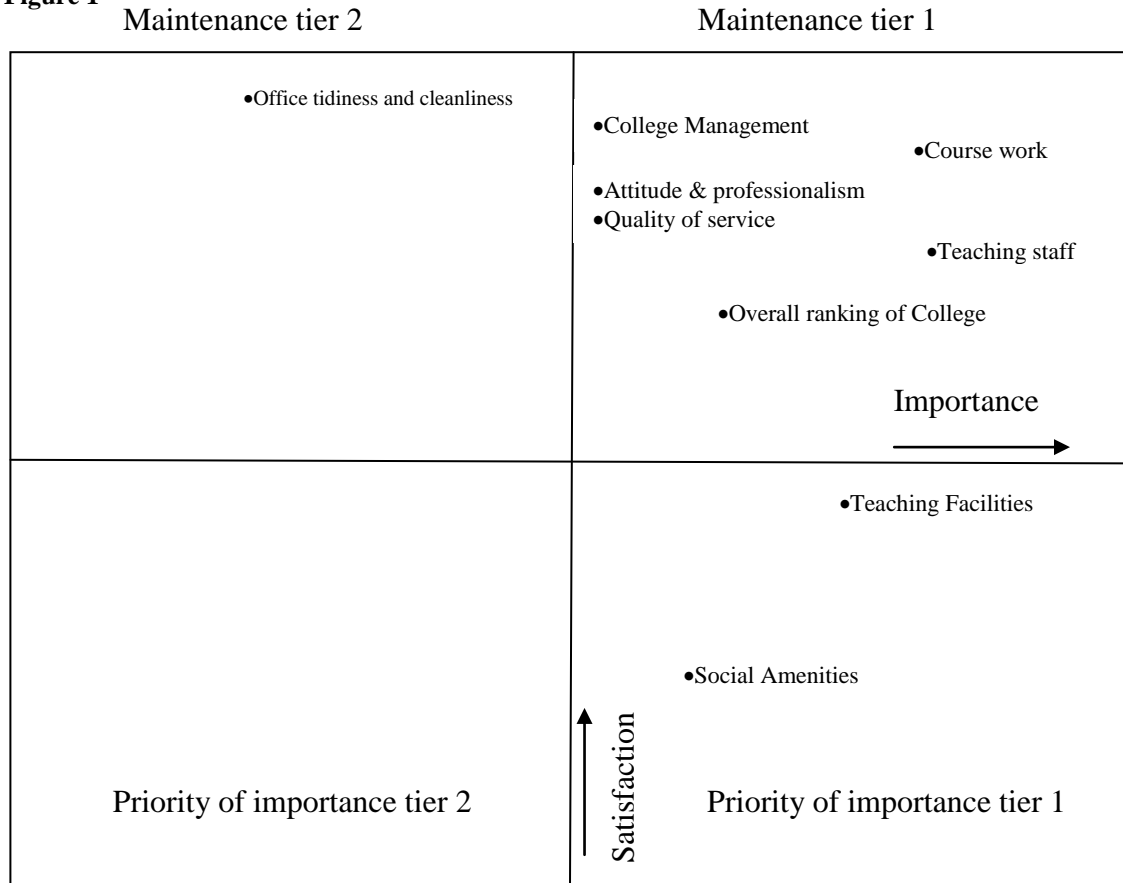 Figure 1
Maintenance tier 2
Maintenance tier 1
•Office tidiness and cleanliness
•College Management
•Course work
•Attitude & professionalism
•Quality of service
•Teaching staff
•Overall ranking of College
Importance
•Teaching Facilities
•Social Amenities
Satisfaction
Priority of importance tier 2
Priority of importance tier 1